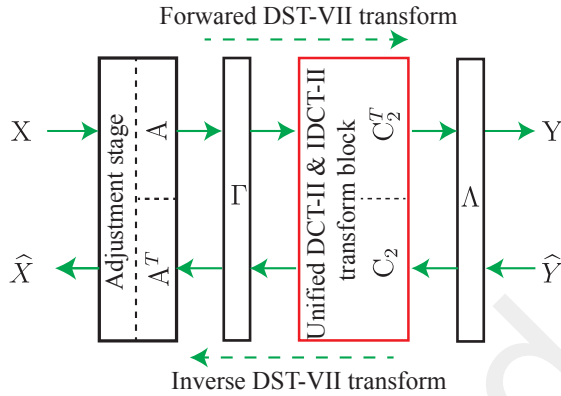 Forwared DST-VII transform
X
Adjustment stage
A
Γ
Unified DCT-II & IDCT-II
transform block
C_2^T
Λ
Y
X̂
A^T
C_2
Ŷ
Inverse DST-VII transform